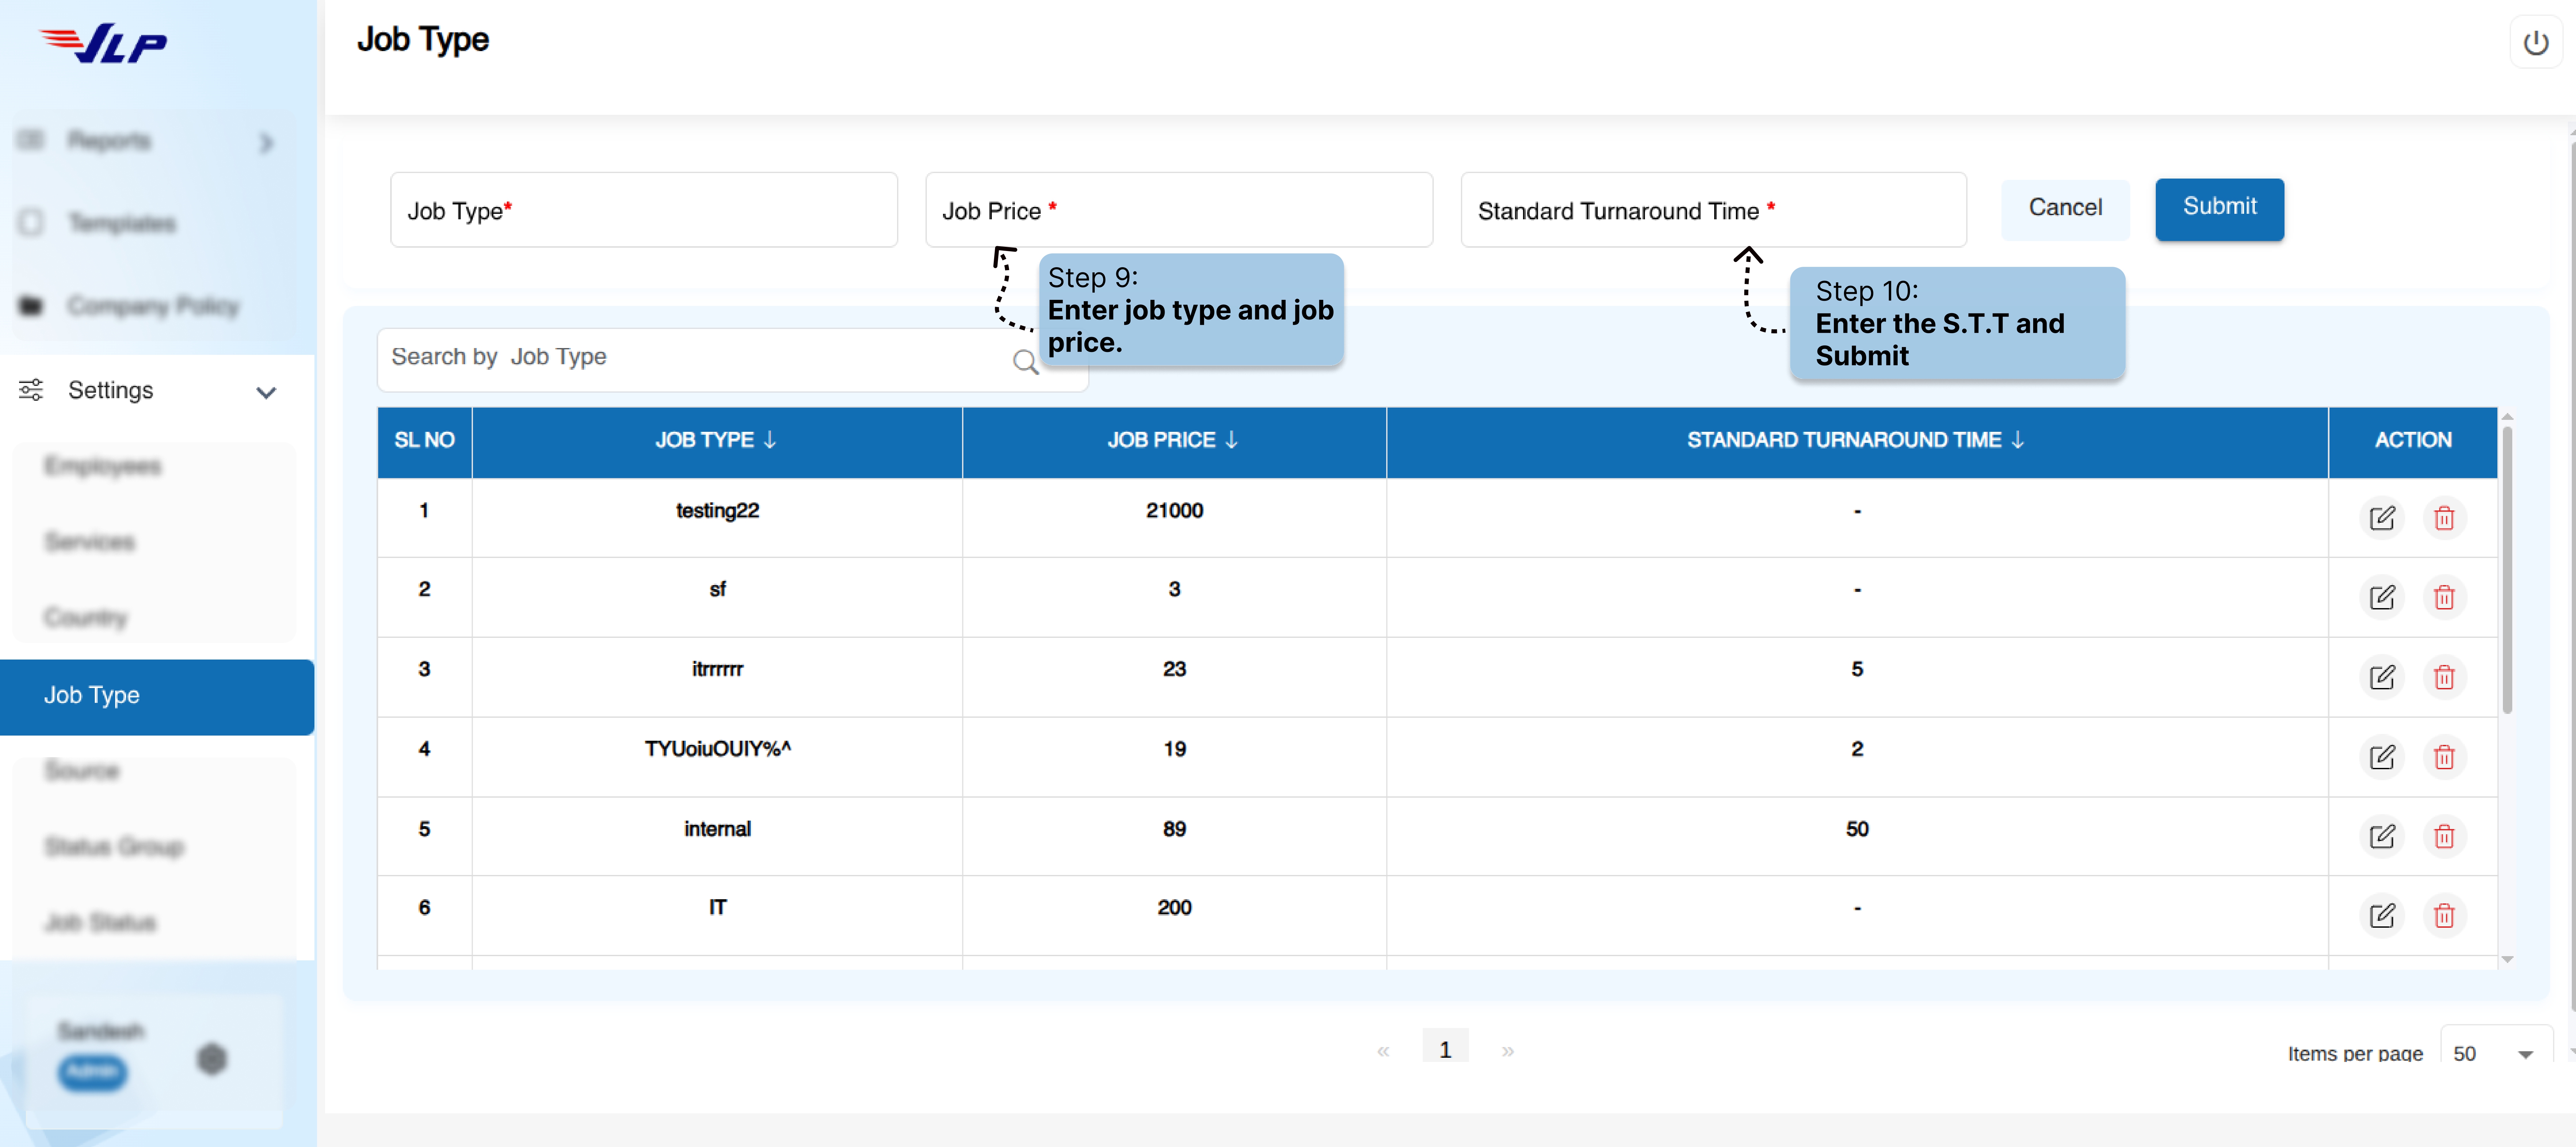 VLP
Job Type
Reports
Templates
Company Policy
Settings
Employees
Services
Country
Job Type
Source
Status Group
Job Status
Sandesh
Admin
Job Type*
Job Price *
Standard Turnaround Time *
Cancel
Submit
Step 9:
Enter job type and job
price.
Step 10:
Enter the S.T.T and
Submit
Search by Job Type
SL NO JOB TYPE ↓ JOB PRICE ↓ STANDARD TURNAROUND TIME ↓ ACTION
1 testing22 21000 -
2 sf 3 -
3 itrrrrrr 23 5
4 TYUoiuOUIY%^ 19 2
5 internal 89 50
6 IT 200 -
« 1 »
Items per page 50